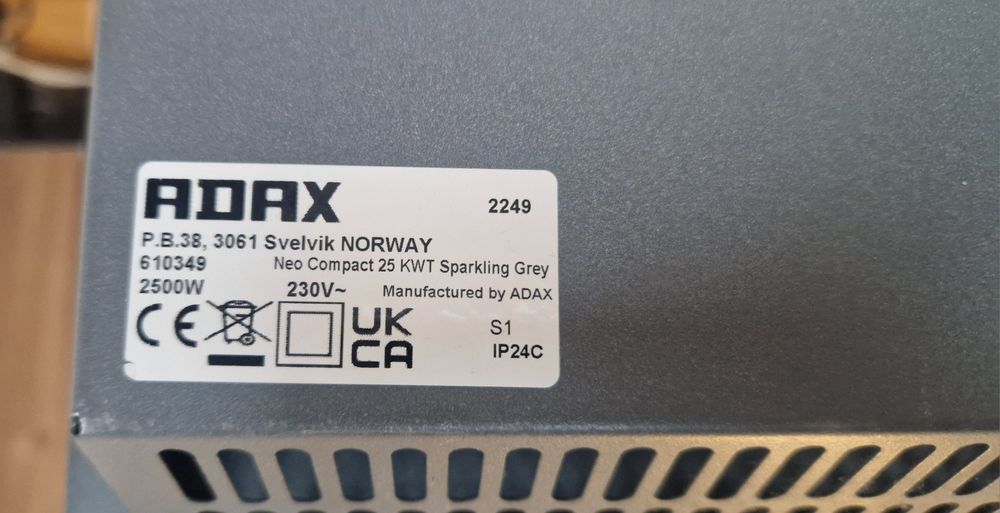 ADAX
2249
P.B.38, 3061 Svelvik NORWAY
610349 Neo Compact 25 KWT Sparkling Grey
2500W 230V~ Manufactured by ADAX
CE UK
CA S1
IP24C